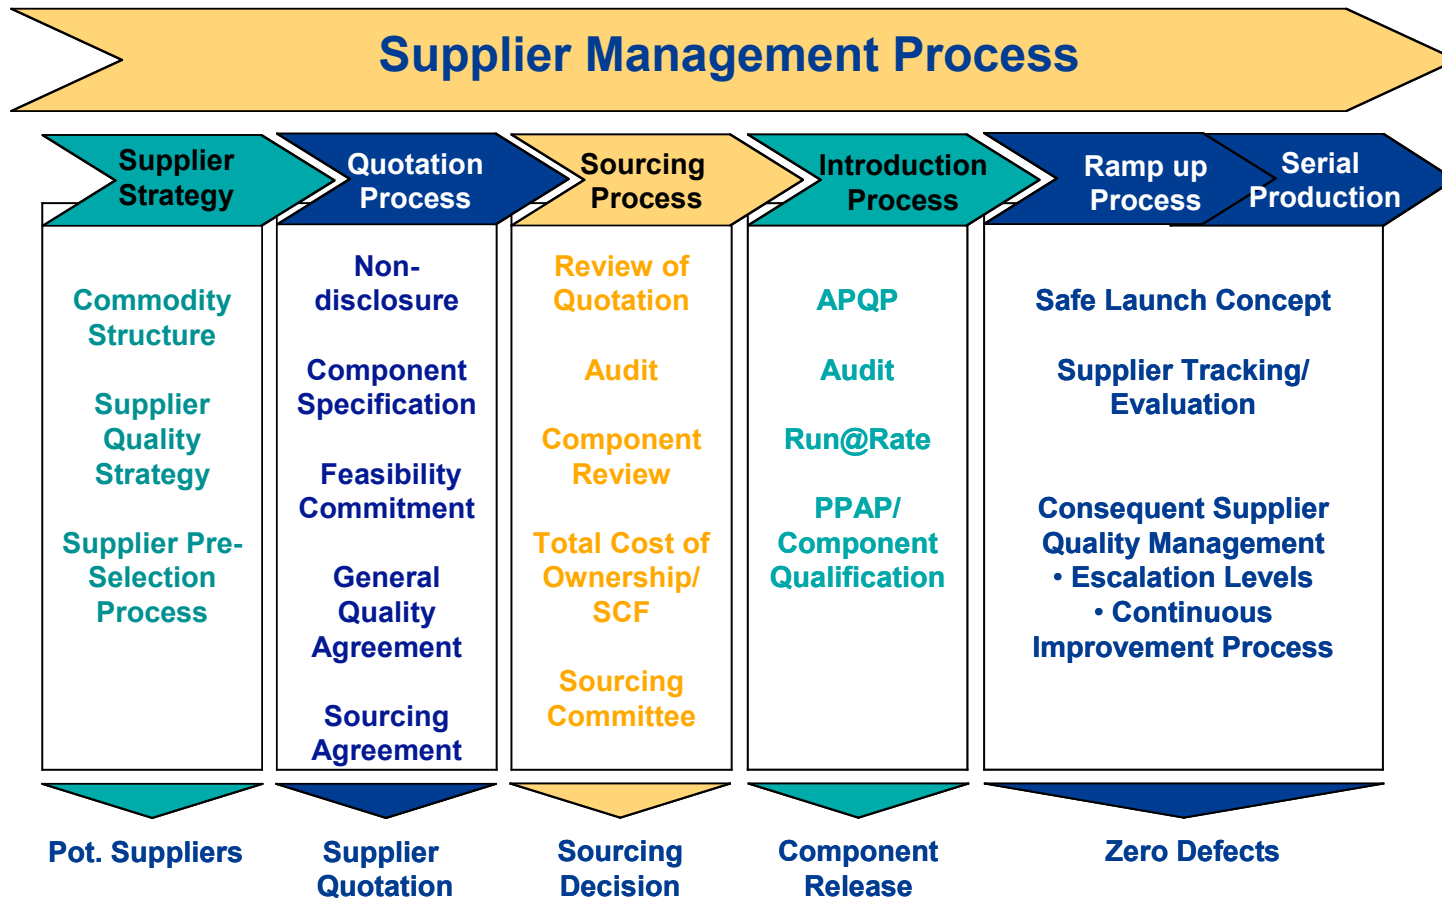 Supplier Management Process
Supplier
Strategy
Quotation
Process
Sourcing
Process
Introduction
Process
Ramp up
Process
Serial
Production
Commodity
Structure
Supplier
Quality
Strategy
Supplier Pre-
Selection
Process
Non-
disclosure
Component
Specification
Feasibility
Commitment
General
Quality
Agreement
Sourcing
Agreement
Review of
Quotation
Audit
Component
Review
Total Cost of
Ownership/
SCF
Sourcing
Committee
APQP
Audit
Run@Rate
PPAP/
Component
Qualification
Safe Launch Concept
Supplier Tracking/
Evaluation
Consequent Supplier
Quality Management
• Escalation Levels
• Continuous
Improvement Process
Pot. Suppliers
Supplier
Quotation
Sourcing
Decision
Component
Release
Zero Defects